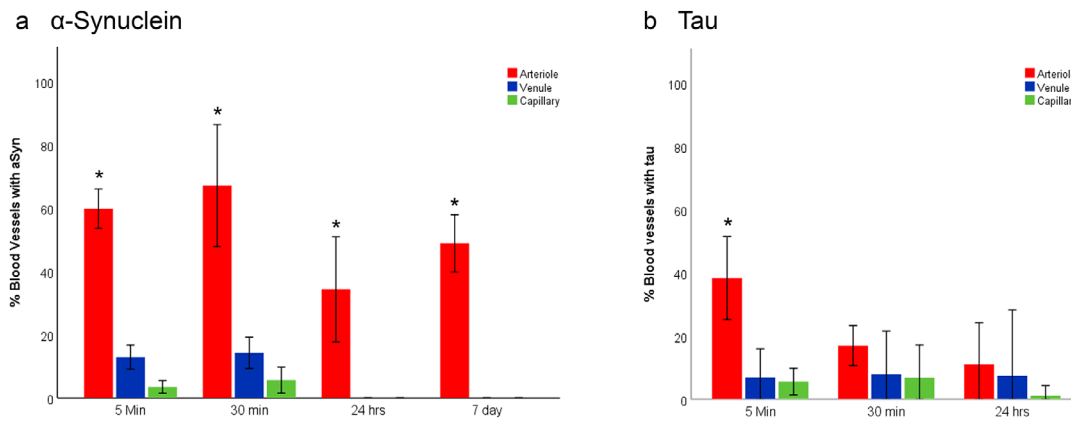 a α-Synuclein
% Blood Vessels with aSyn
100
80
60
40
20
0
Arteriole
Venule
Capillary
*
*
*
*
5 Min
30 min
24 hrs
7 day
b Tau
% Blood vessels with tau
100
80
60
40
20
0
Arteriol
Venule
Capillar
*
5 Min
30 min
24 hrs